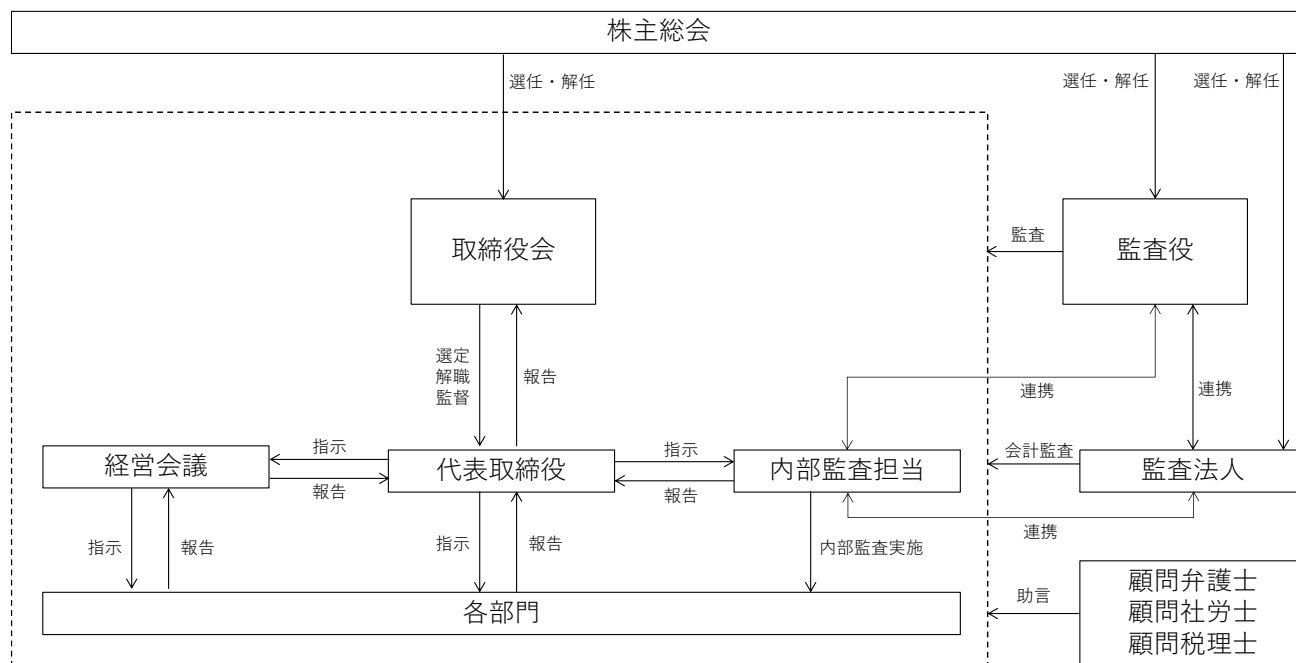 株主総会
選任・解任
選任・解任
選任・解任
取締役会
監査
監査役
選定
解職
監督
報告
連携
連携
経営会議
指示
報告
代表取締役
指示
報告
内部監査担当
会計監査
監査法人
指示
報告
指示
報告
内部監査実施
連携
各部門
助言
顧問弁護士
顧問社労士
顧問税理士